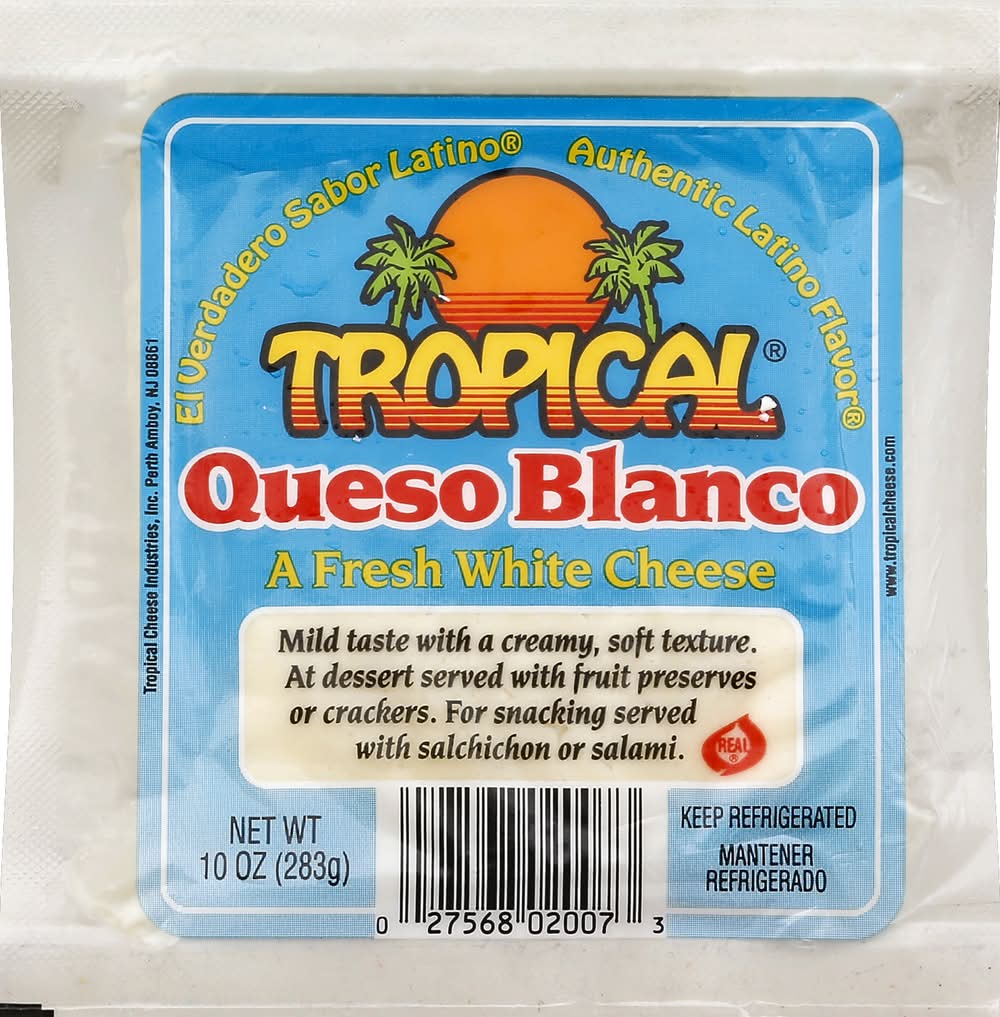 El Verdadero Sabor Latino® Authentic Latino Flavor®
TROPICAL®
Queso Blanco
A Fresh White Cheese
Mild taste with a creamy, soft texture.
At dessert served with fruit preserves
or crackers. For snacking served
with salchichon or salami.
REAL®
NET WT
10 OZ (283g)
KEEP REFRIGERATED
MANTENER
REFRIGERADO
0 27568 02007 3
Tropical Cheese Industries, Inc. Perth Amboy, NJ 08861
www.tropicalcheese.com